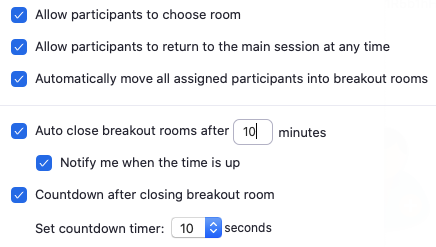 Allow participants to choose room
Allow participants to return to the main session at any time
Automatically move all assigned participants into breakout rooms
Auto close breakout rooms after 10 minutes
Notify me when the time is up
Countdown after closing breakout room
Set countdown timer: 10 seconds